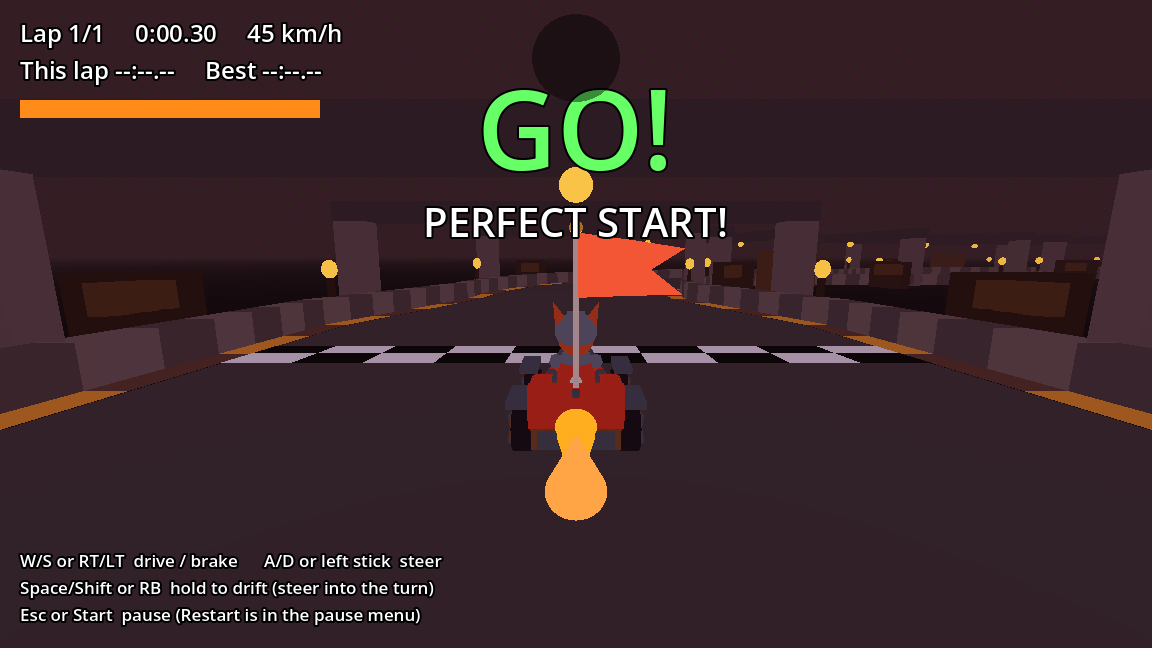 Lap 1/1 0:00.30 45 km/h
This lap --:--.-- Best --:--.--
GO!
PERFECT START!
W/S or RT/LT drive / brake A/D or left stick steer
Space/Shift or RB hold to drift (steer into the turn)
Esc or Start pause (Restart is in the pause menu)